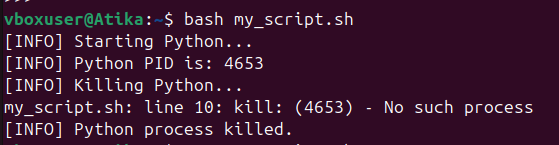 >>>
vboxuser@Atika:~$ bash my_script.sh
[INFO] Starting Python...
[INFO] Python PID is: 4653
[INFO] Killing Python...
my_script.sh: line 10: kill: (4653) - No such process
[INFO] Python process killed.